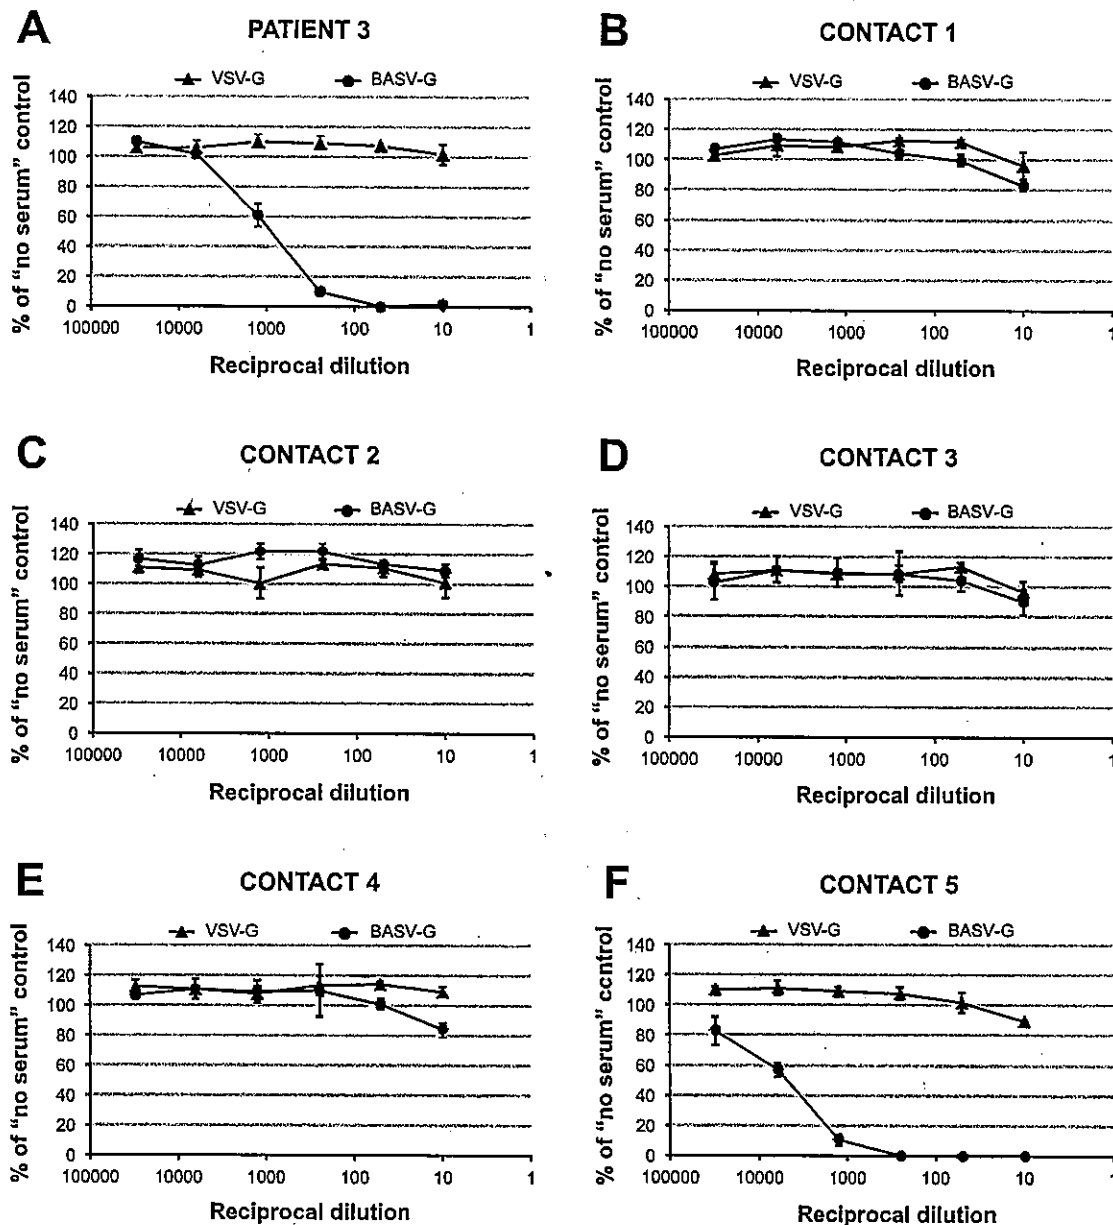 A
PATIENT 3
VSV-G BASV-G
% of "no serum" control
140
120
100
80
60
40
20
0
100000 10000 1000 100 10 1
Reciprocal dilution
B
CONTACT 1
VSV-G BASV-G
% of "no serum" control
140
120
100
80
60
40
20
0
100000 10000 1000 100 10 1
Reciprocal dilution
C
CONTACT 2
VSV-G BASV-G
% of "no serum" control
140
120
100
80
60
40
20
0
100000 10000 1000 100 10 1
Reciprocal dilution
D
CONTACT 3
VSV-G BASV-G
% of "no serum" control
140
120
100
80
60
40
20
0
100000 10000 1000 100 10 1
Reciprocal dilution
E
CONTACT 4
VSV-G BASV-G
% of "no serum" control
140
120
100
80
60
40
20
0
100000 10000 1000 100 10 1
Reciprocal dilution
F
CONTACT 5
VSV-G BASV-G
% of "no serum" control
140
120
100
80
60
40
20
0
100000 10000 1000 100 10 1
Reciprocal dilution